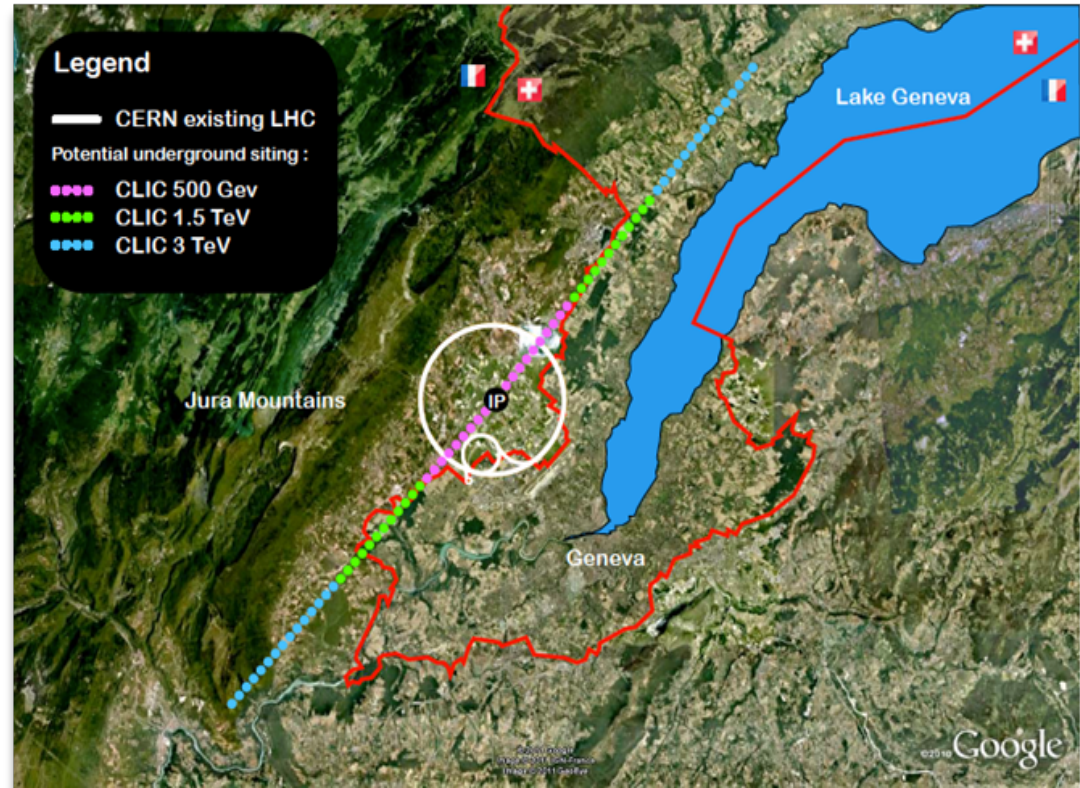 Legend
CERN existing LHC
Potential underground siting :
CLIC 500 Gev
CLIC 1.5 TeV
CLIC 3 TeV
Lake Geneva
Jura Mountains
IP
Geneva
©2010 Google